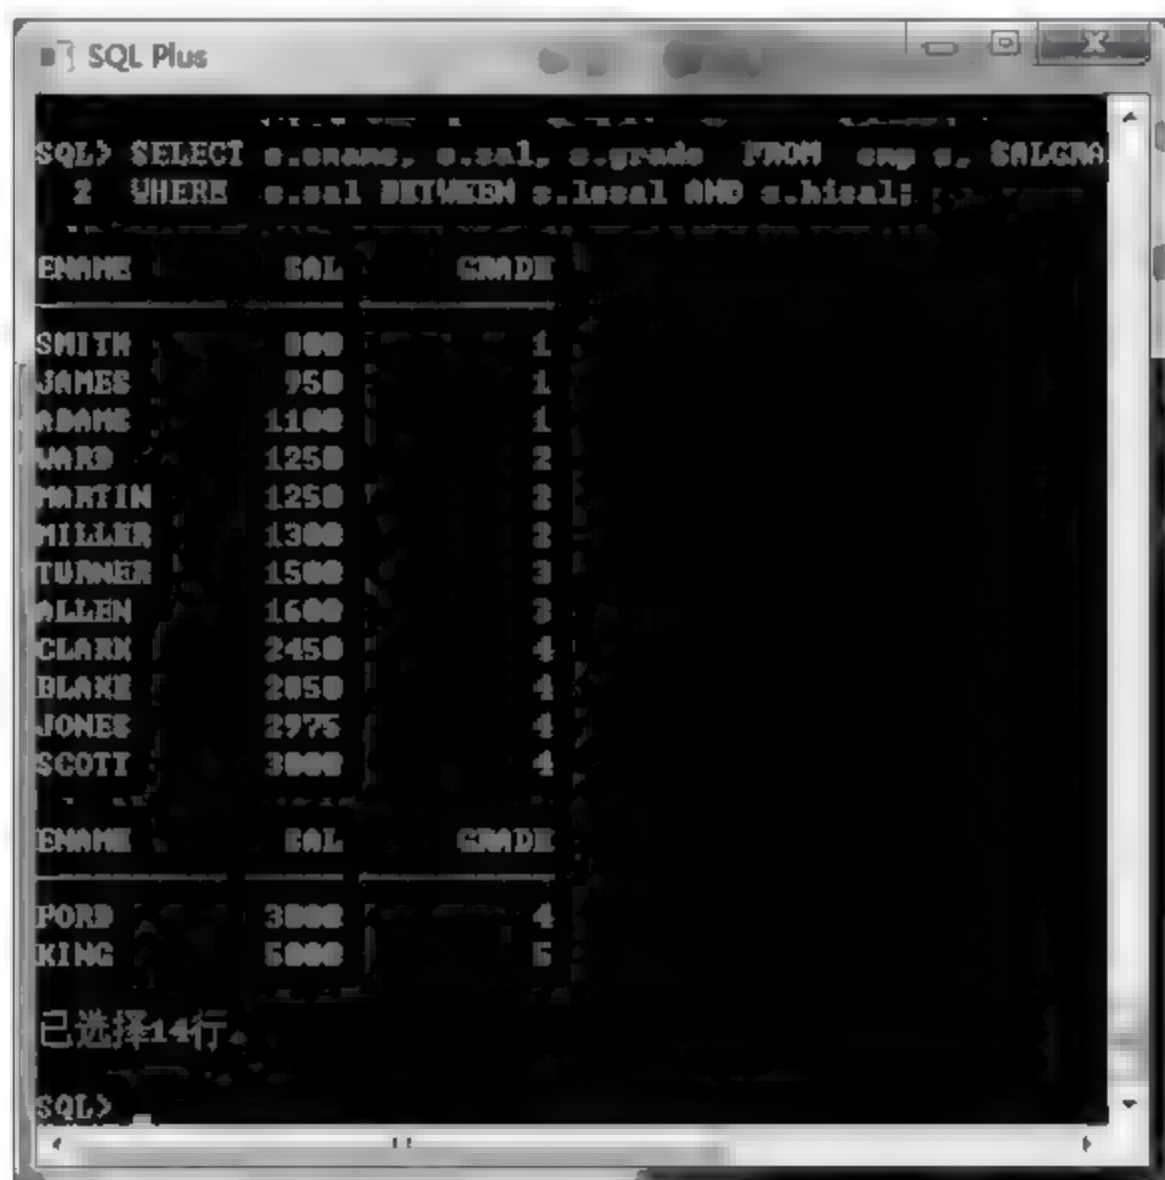 SQL Plus
SQL> SELECT e.ename, e.sal, s.grade FROM emp e, SALGRA
2 WHERE e.sal BETWEEN s.losal AND s.hisal;
ENAME SAL GRADE
SMITH 800 1
JAMES 950 1
ADAMS 1100 1
WARD 1250 2
MARTIN 1250 2
MILLER 1300 2
TURNER 1500 3
ALLEN 1600 3
CLARK 2450 4
BLAKE 2850 4
JONES 2975 4
SCOTT 3000 4
ENAME SAL GRADE
FORD 3000 4
KING 5000 5
已选择14行。
SQL>